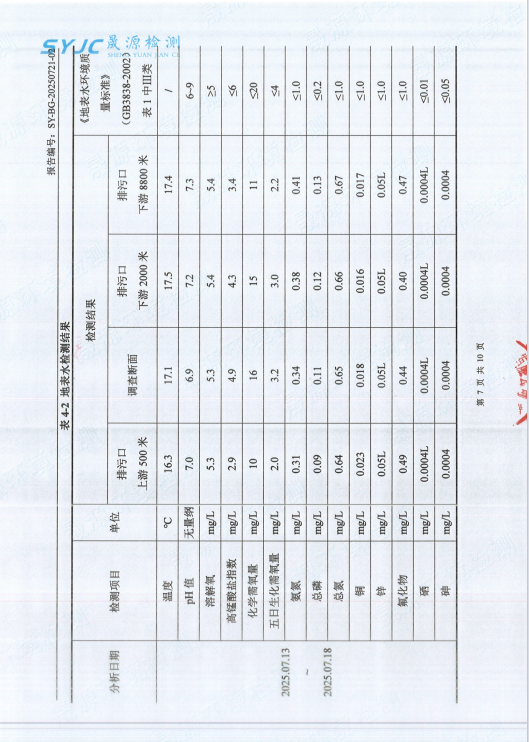 SYJC 晟源检测
SHENG YUAN JIAN CE
报告编号：SY-BG-20250721-02
表 4-2 地表水检测结果
分析日期 检测项目 单位 检测结果 《地表水环境质量标准》（GB3838-2002）表 1 中Ⅲ类
排污口上游 500 米 调查断面 排污口下游 2000 米 排污口下游 8800 米
2025.07.13 ~ 2025.07.18
温度 ℃ 16.3 17.1 17.5 17.4 /
pH 值 无量纲 7.0 6.9 7.2 7.3 6~9
溶解氧 mg/L 5.3 5.3 5.4 5.4 ≥5
高锰酸盐指数 mg/L 2.9 4.9 4.3 3.4 ≤6
化学需氧量 mg/L 10 16 15 11 ≤20
五日生化需氧量 mg/L 2.0 3.2 3.0 2.2 ≤4
氨氮 mg/L 0.31 0.34 0.38 0.41 ≤1.0
总磷 mg/L 0.09 0.11 0.12 0.13 ≤0.2
总氮 mg/L 0.64 0.65 0.66 0.67 ≤1.0
铜 mg/L 0.023 0.018 0.016 0.017 ≤1.0
锌 mg/L 0.05L 0.05L 0.05L 0.05L ≤1.0
氟化物 mg/L 0.49 0.44 0.40 0.47 ≤1.0
硒 mg/L 0.0004L 0.0004L 0.0004L 0.0004L ≤0.01
砷 mg/L 0.0004 0.0004 0.0004 0.0004 ≤0.05
第 7 页 共 10 页